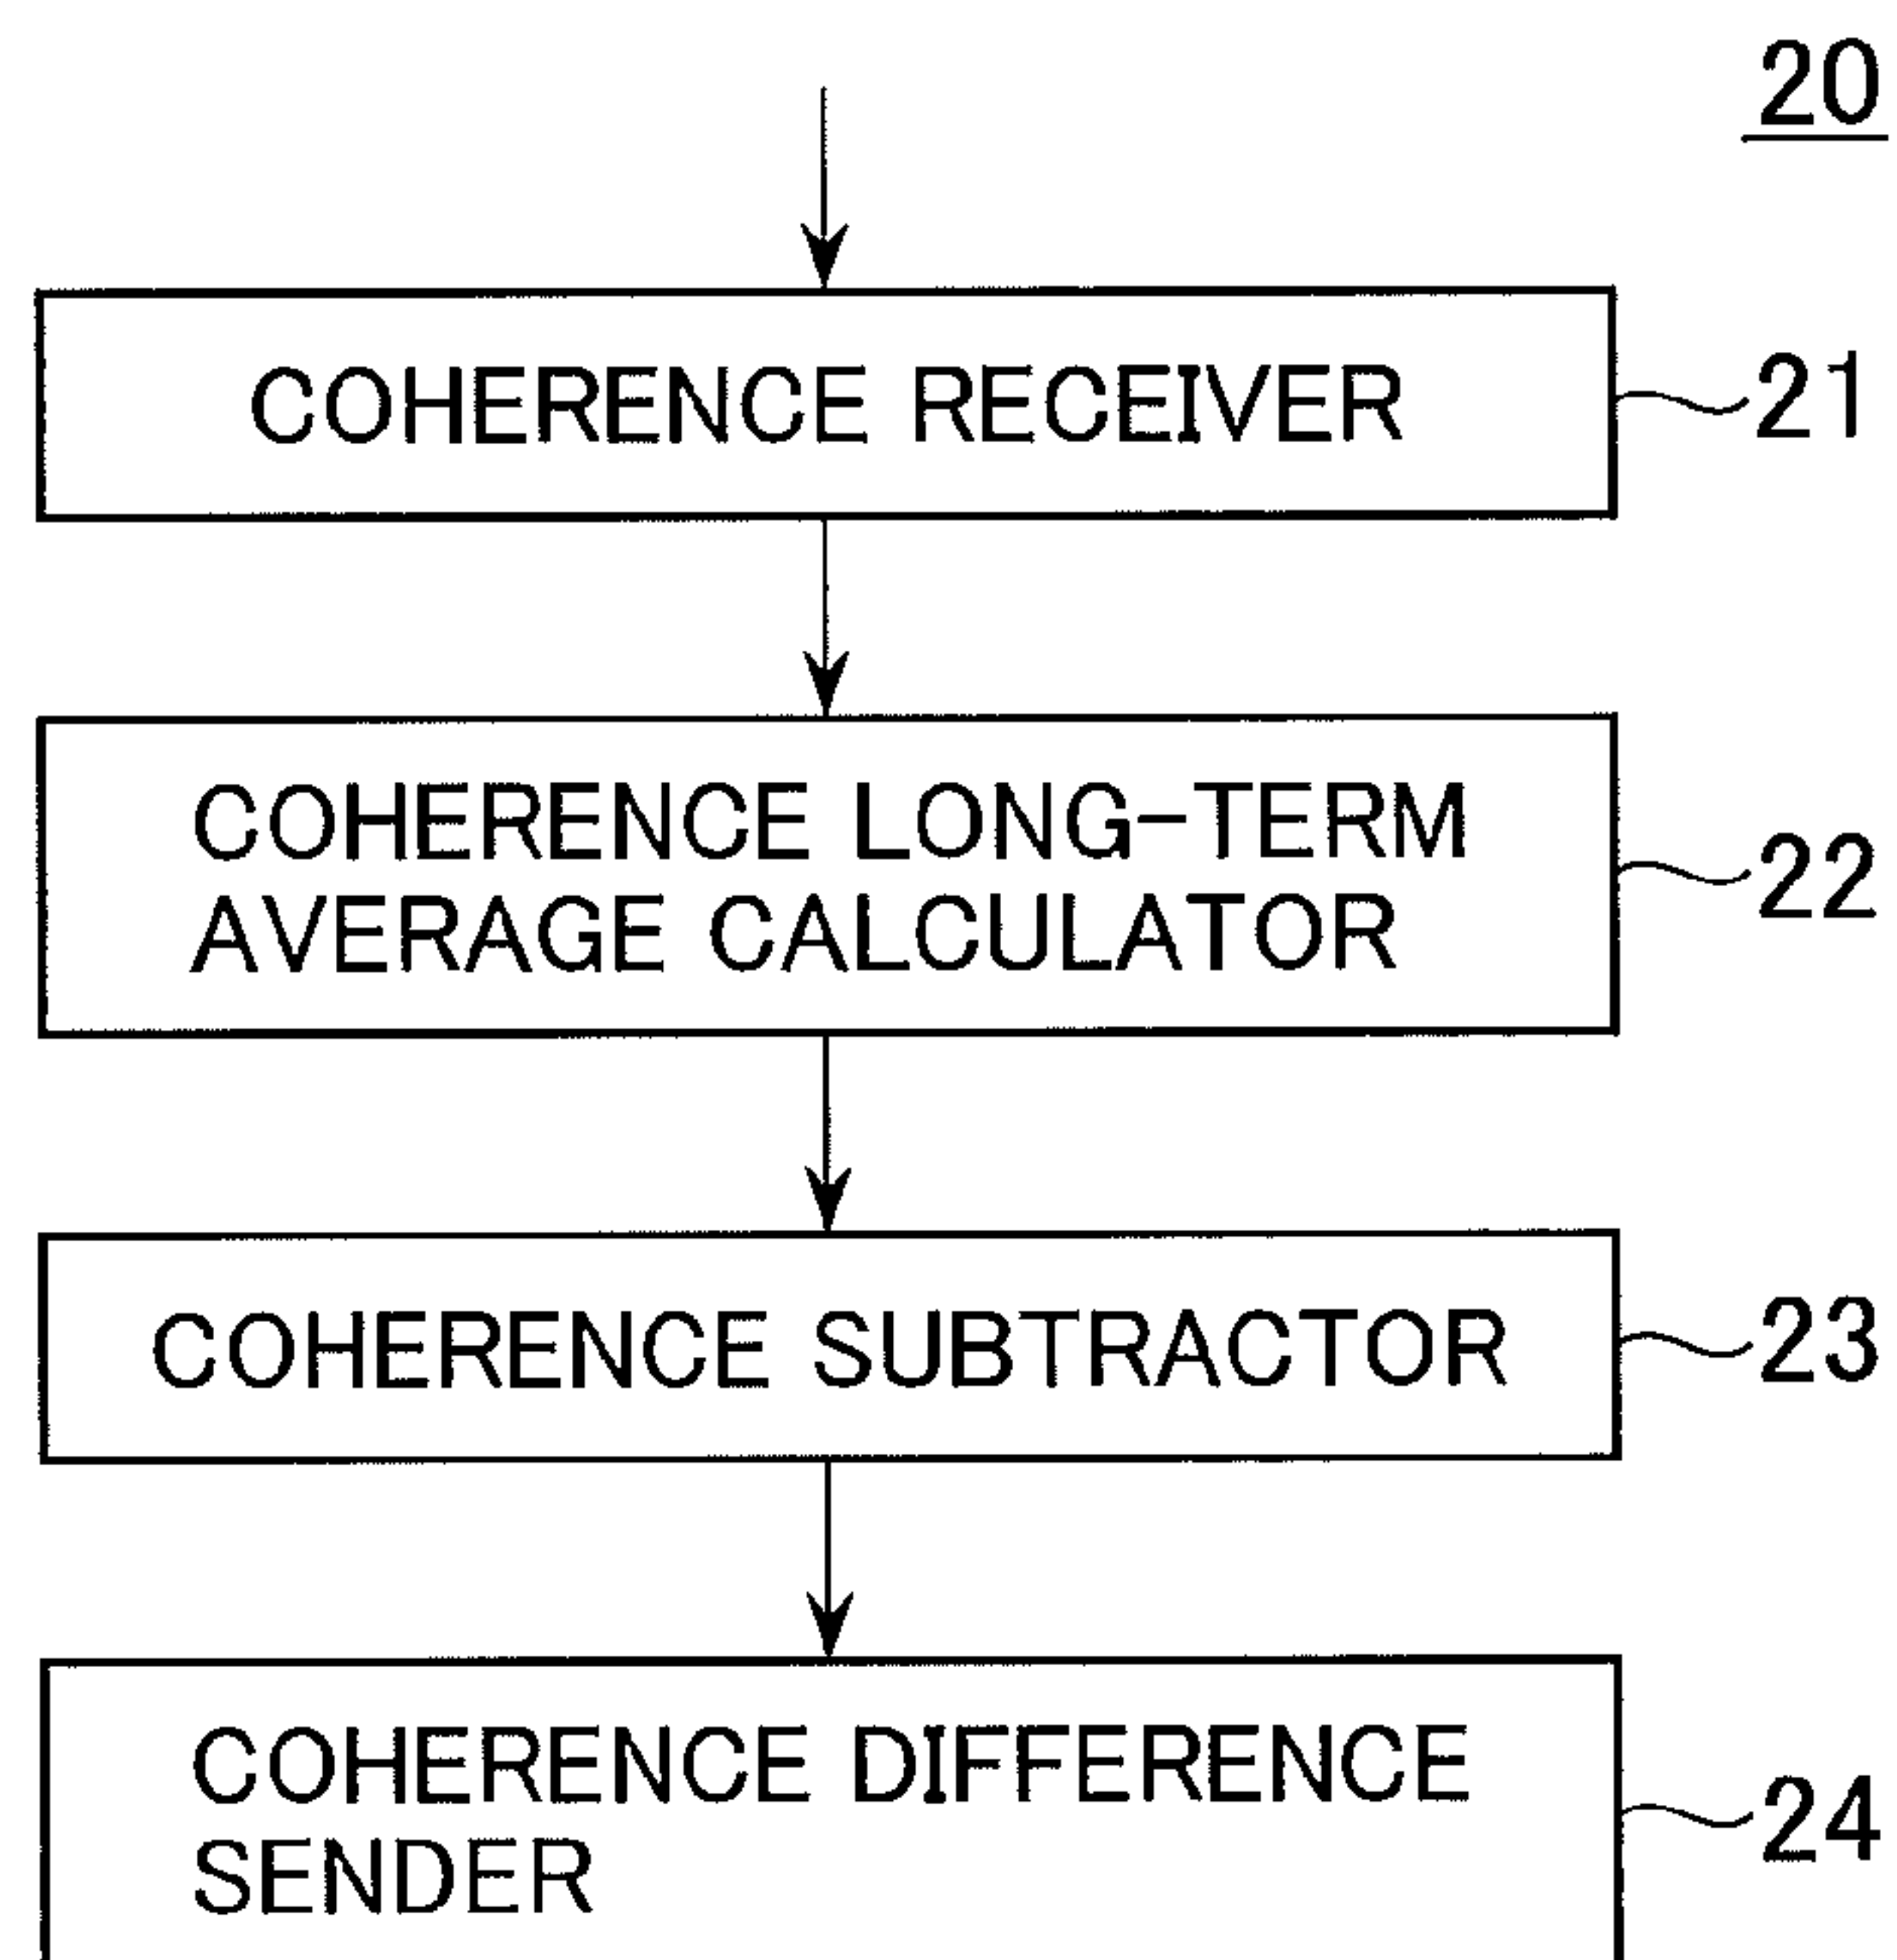 20
COHERENCE RECEIVER
21
COHERENCE LONG-TERM
AVERAGE CALCULATOR
22
COHERENCE SUBTRACTOR
23
COHERENCE DIFFERENCE
SENDER
24